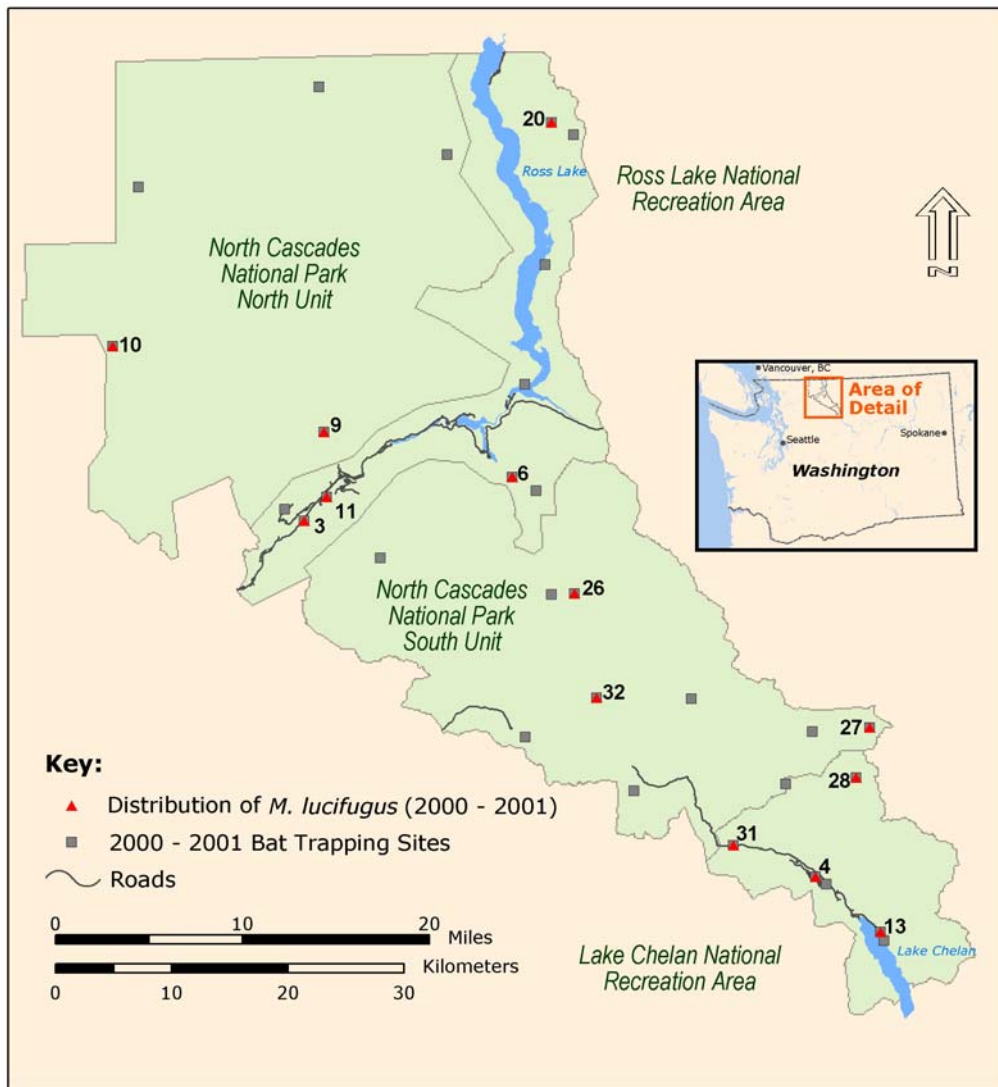 20
Ross Lake
Ross Lake National
Recreation Area
North Cascades
National Park
North Unit
N
10
9
11
3
6
Vancouver, BC
Area of
Detail
Seattle
Spokane
Washington
North Cascades
National Park
South Unit
26
32
27
28
31
4
13
Lake Chelan
Lake Chelan National
Recreation Area
Key:
Distribution of M. lucifugus (2000 - 2001)
2000 - 2001 Bat Trapping Sites
Roads
0 10 20
Miles
Kilometers
0 10 20 30